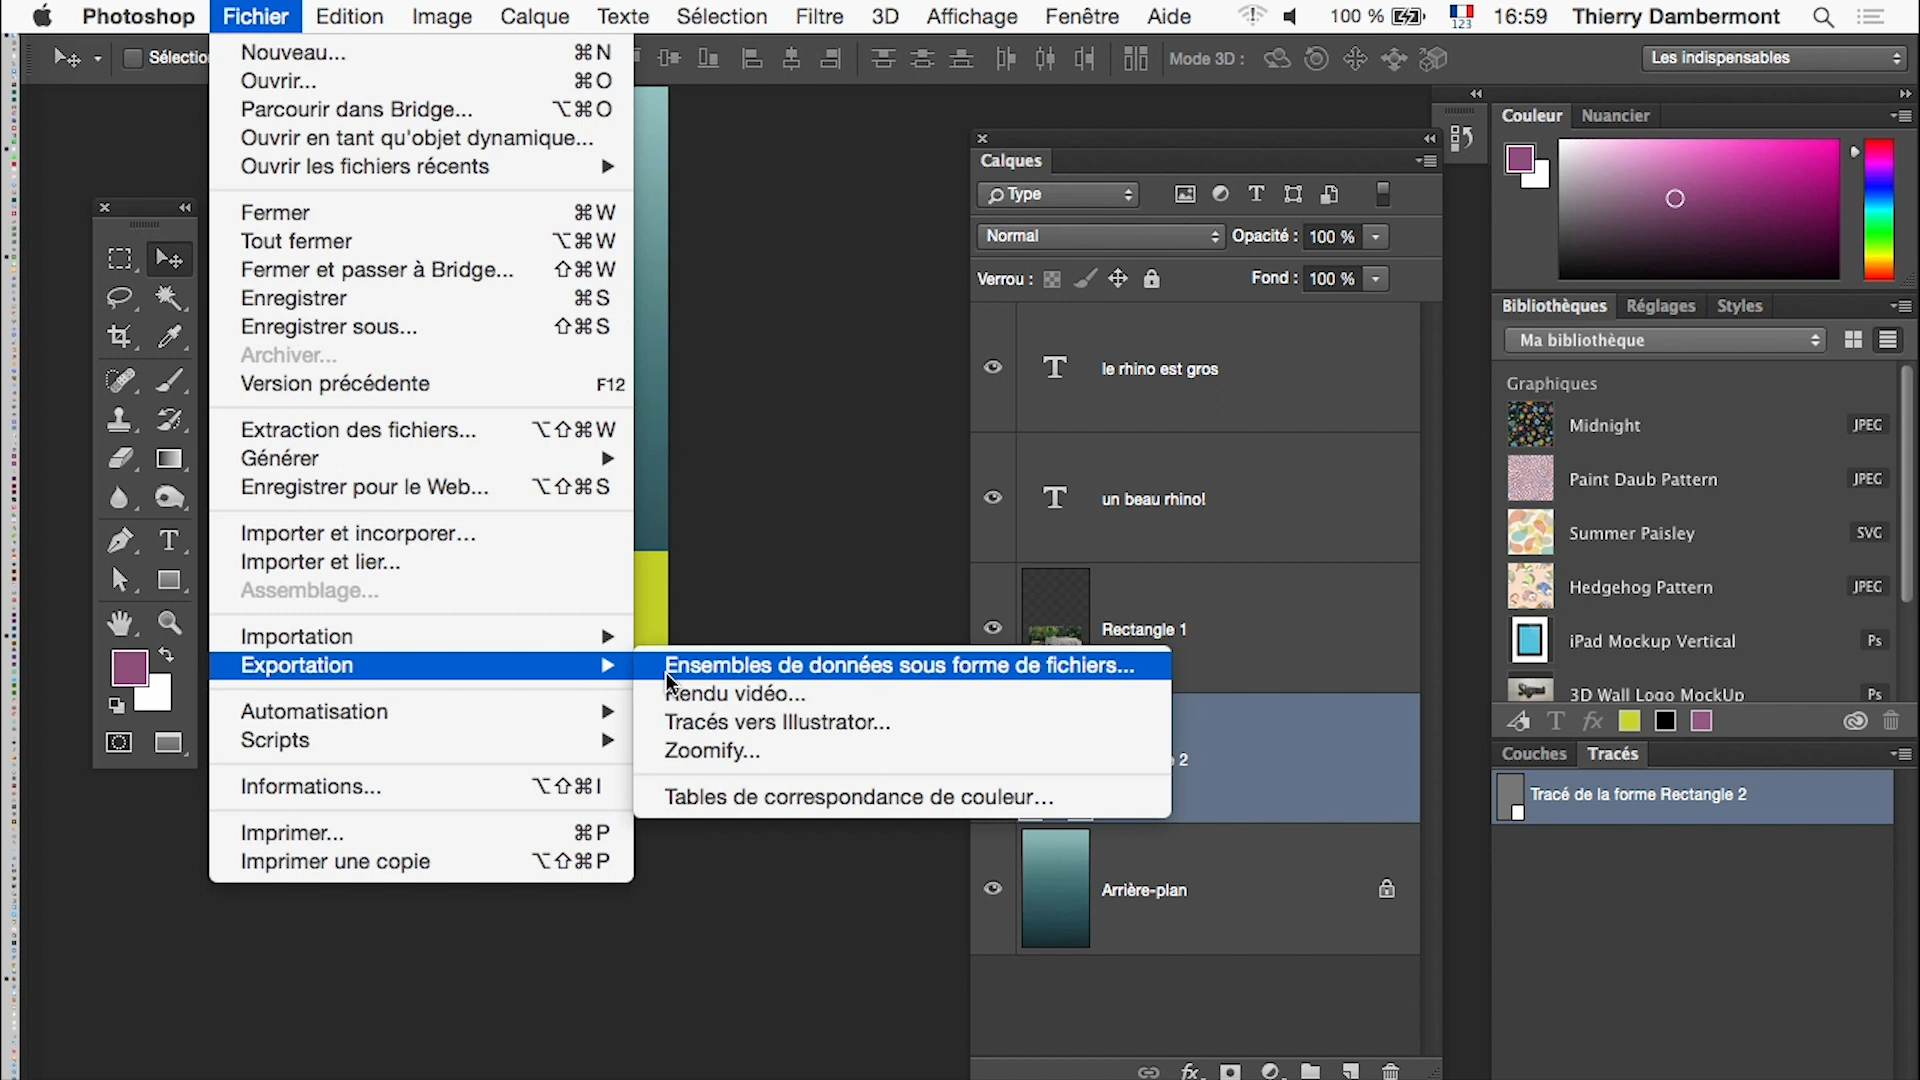 Photoshop Fichier Edition Image Calque Texte Sélection Filtre 3D Affichage Fenêtre Aide 100 % 123 16:59 Thierry Dambermont
Mode 3D : Les indispensables
Nouveau... ⌘N
Ouvrir... ⌘O
Parcourir dans Bridge... ⌥⌘O
Ouvrir en tant qu'objet dynamique...
Ouvrir les fichiers récents
Fermer ⌘W
Tout fermer ⌥⌘W
Fermer et passer à Bridge... ⇧⌘W
Enregistrer ⌘S
Enregistrer sous... ⇧⌘S
Archiver...
Version précédente F12
Extraction des fichiers... ⌥⇧⌘W
Générer
Enregistrer pour le Web... ⌥⇧⌘S
Importer et incorporer...
Importer et lier...
Assemblage...
Importation
Exportation
Automatisation
Scripts
Informations... ⌥⇧⌘I
Imprimer... ⌘P
Imprimer une copie ⌥⇧⌘P
Ensembles de données sous forme de fichiers...
Rendu vidéo...
Tracés vers Illustrator...
Zoomify...
Tables de correspondance de couleur...
Calques
Type
Normal Opacité : 100 %
Verrou : Fond : 100 %
le rhino est gros
un beau rhino!
Rectangle 1
2
Arrière-plan
Couleur Nuancier
Bibliothèques Réglages Styles
Ma bibliothèque
Graphiques
Midnight JPEG
Paint Daub Pattern JPEG
Summer Paisley SVG
Hedgehog Pattern JPEG
iPad Mockup Vertical Ps
3D Wall Logo MockUp Ps
Couches Tracés
Tracé de la forme Rectangle 2